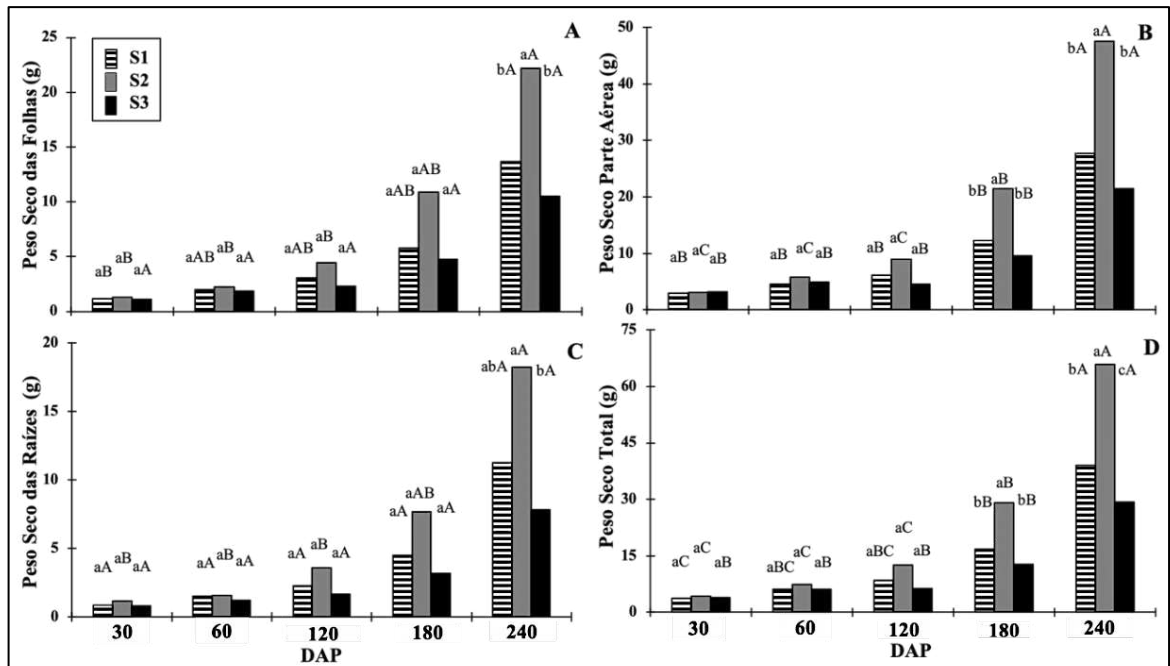 A
Peso Seco das Folhas (g)
25
20
15
10
5
0
S1
S2
S3
aB aB aA
aAB aB aA
aAB aB aA
aAB aAB aA
bA aA bA
B
Peso Seco Parte Aérea (g)
50
40
30
20
10
0
aB aC aB
aB aC aB
aB aC aB
bB aB bB
bA aA bA
C
Peso Seco das Raízes (g)
20
15
10
5
0
aA aB aA
aA aB aA
aA aB aA
aA aAB aA
abA aA bA
30 60 120 180 240
DAP
D
Peso Seco Total (g)
75
60
45
30
15
0
aC aC aB
aBC aC aB
aBC aC aB
bB aB bB
bA aA cA
30 60 120 180 240
DAP